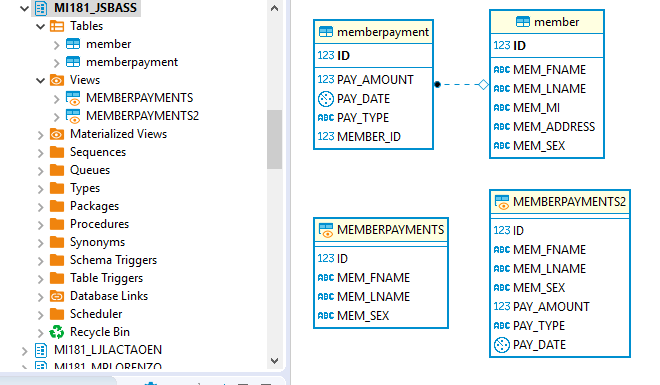 MI181_JSBASS
Tables
member
memberpayment
Views
MEMBERPAYMENTS
MEMBERPAYMENTS2
Materialized Views
Sequences
Queues
Types
Packages
Procedures
Synonyms
Schema Triggers
Table Triggers
Database Links
Scheduler
Recycle Bin
MI181_LJLACTAOEN
MI181_MPLORENZO
memberpayment
123 ID
123 PAY_AMOUNT
PAY_DATE
ABC PAY_TYPE
123 MEMBER_ID
member
123 ID
ABC MEM_FNAME
ABC MEM_LNAME
ABC MEM_MI
ABC MEM_ADDRESS
ABC MEM_SEX
MEMBERPAYMENTS
123 ID
ABC MEM_FNAME
ABC MEM_LNAME
ABC MEM_SEX
MEMBERPAYMENTS2
123 ID
ABC MEM_FNAME
ABC MEM_LNAME
ABC MEM_SEX
123 PAY_AMOUNT
ABC PAY_TYPE
PAY_DATE